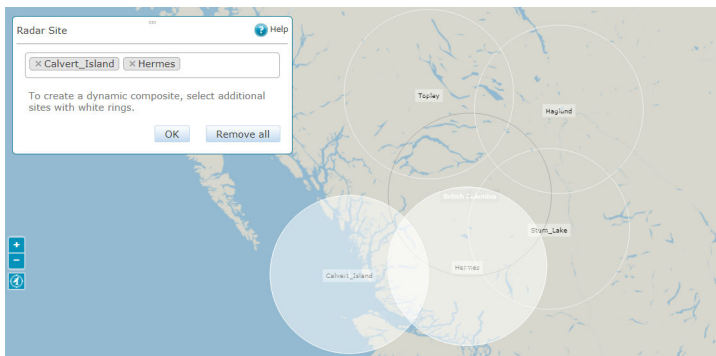 Radar Site
Help
× Calvert_Island × Hermes
To create a dynamic composite, select additional
sites with white rings.
OK Remove all
Topley
Haglund
British Columbia
Stum_Lake
Hermes
Calvert_Island
+
−